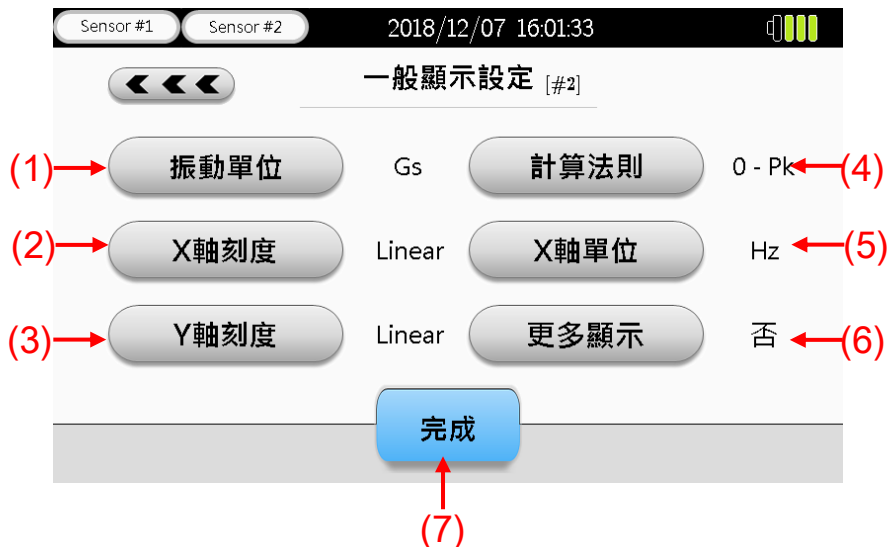 Sensor #1 Sensor #2 2018/12/07 16:01:33
一般顯示設定 [#2]
(1) 振動單位 Gs 計算法則 0 - Pk (4)
(2) X軸刻度 Linear X軸單位 Hz (5)
(3) Y軸刻度 Linear 更多顯示 否 (6)
完成
(7)